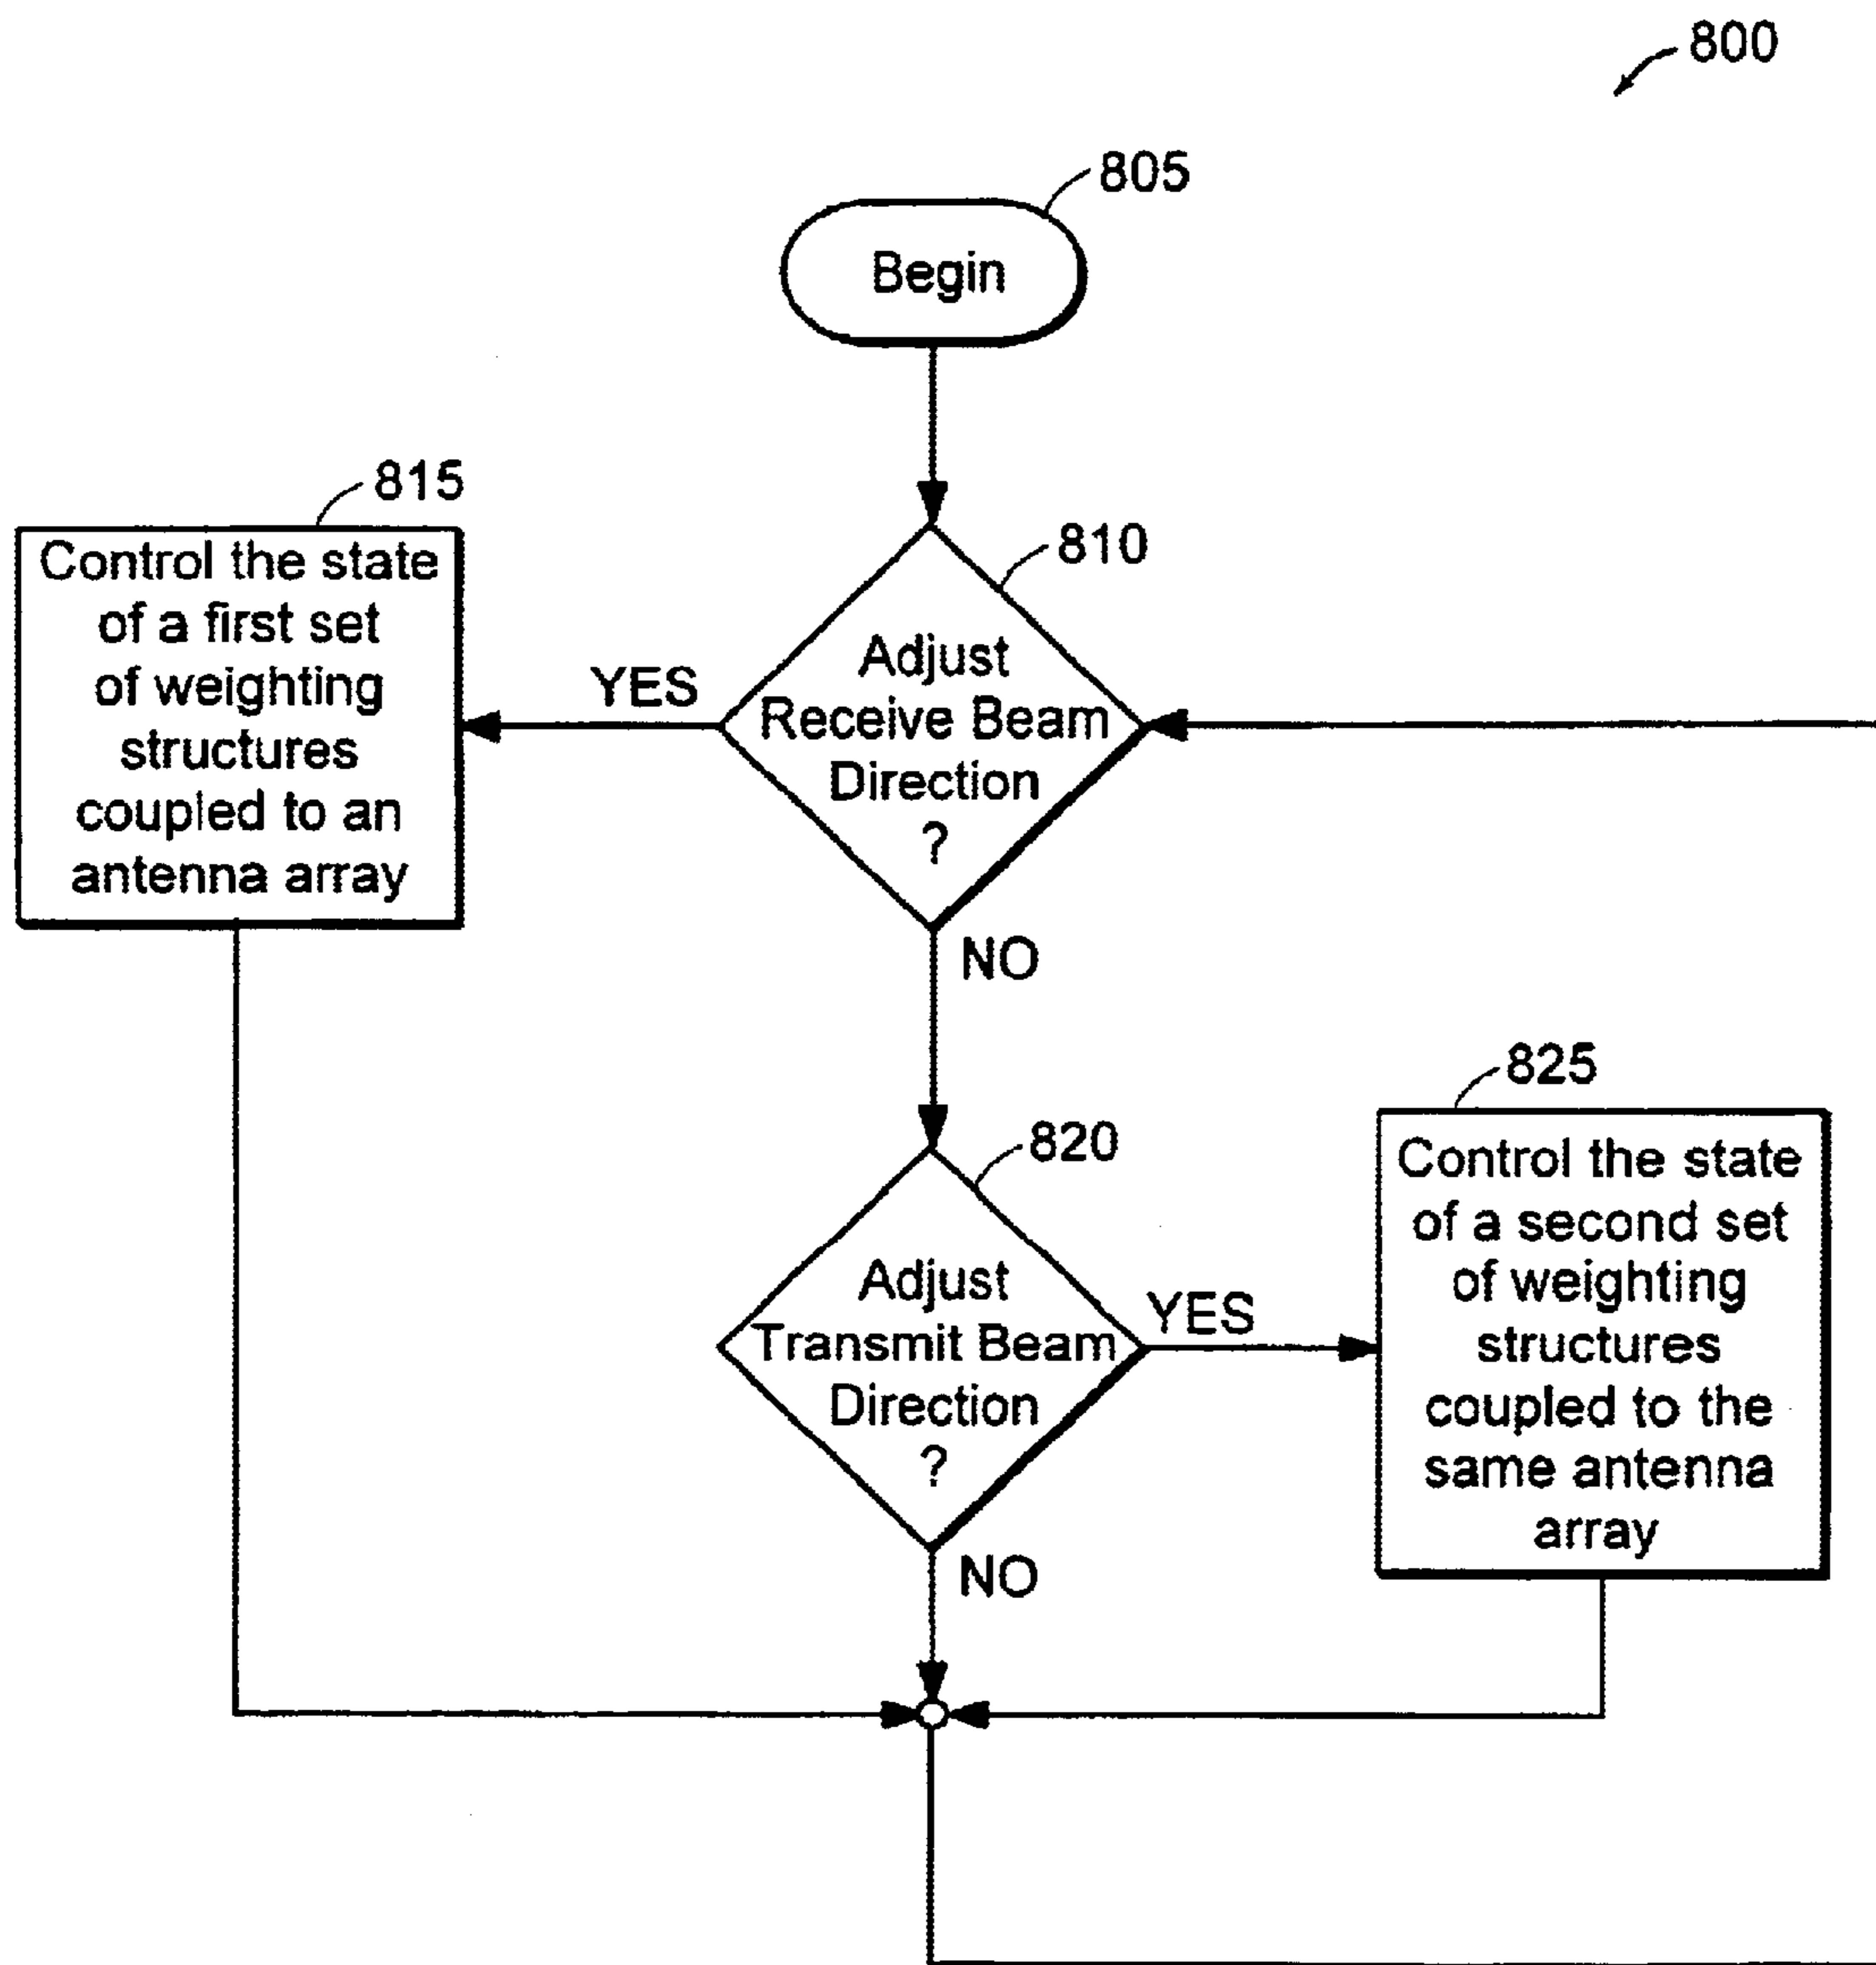 800
805
Begin
815
Control the state
of a first set
of weighting
structures
coupled to an
antenna array
810
YES
Adjust
Receive Beam
Direction
?
NO
820
Adjust
Transmit Beam
Direction
?
YES
825
Control the state
of a second set
of weighting
structures
coupled to the
same antenna
array
NO